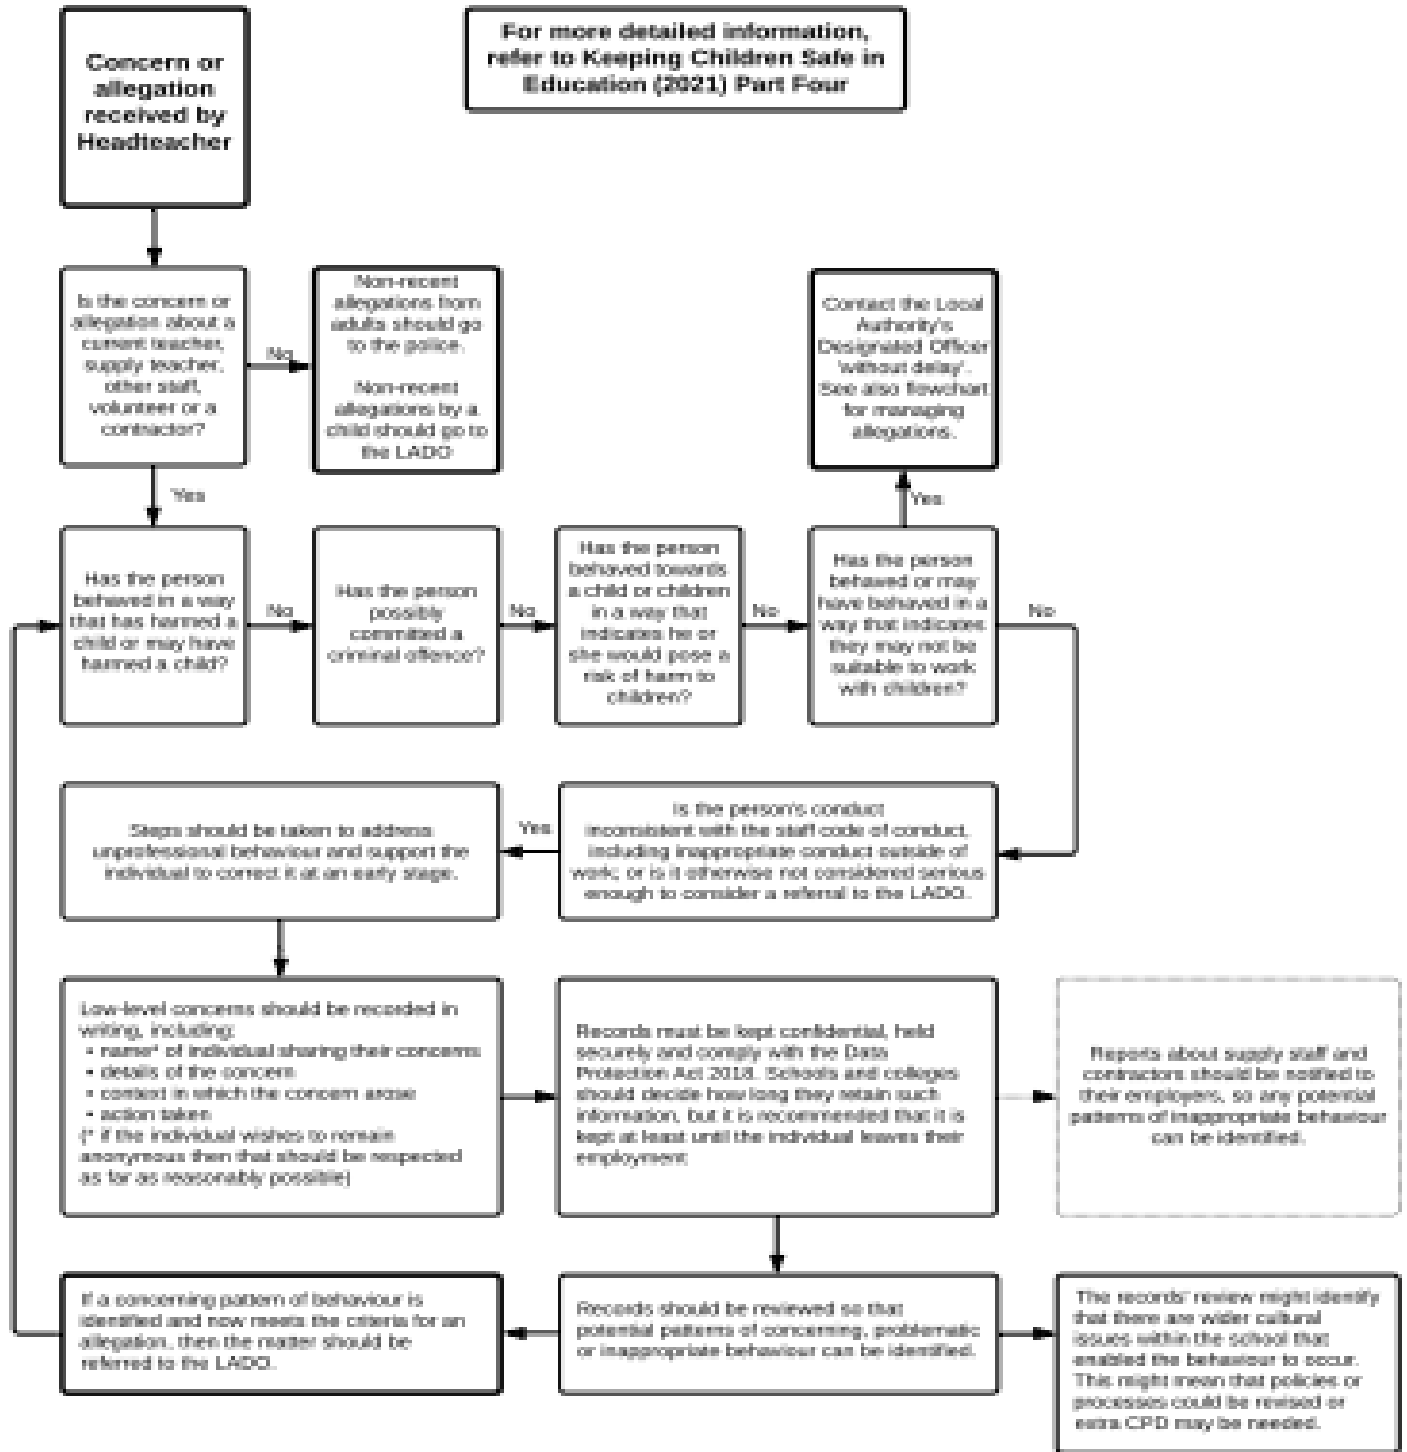 Concern or
allegation
received by
Headteacher
For more detailed information,
refer to Keeping Children Safe in
Education (2021) Part Four
Is the concern or
allegation about a
current teacher,
supply teacher,
other staff,
volunteer or a
contractor?
No
Non-recent
allegations from
adults should go
to the police.
Non-recent
allegations by a
child should go to
the LADO
Contact the Local
Authority's
Designated Officer
'without delay'.
See also flowchart
for managing
allegations.
Yes
Yes
Has the person
behaved in a way
that has harmed a
child or may have
harmed a child?
No
Has the person
possibly
committed a
criminal offence?
No
Has the person
behaved towards
a child or children
in a way that
indicates he or
she would pose a
risk of harm to
children?
No
Has the person
behaved or may
have behaved in a
way that indicates
they may not be
suitable to work
with children?
No
Steps should be taken to address
unprofessional behaviour and support the
individual to correct it at an early stage.
Yes
Is the person's conduct
inconsistent with the staff code of conduct,
including inappropriate conduct outside of
work; or is it otherwise not considered serious
enough to consider a referral to the LADO.
Low-level concerns should be recorded in
writing, including:
• name* of individual sharing their concerns
• details of the concern
• context in which the concern arose
• action taken
(* if the individual wishes to remain
anonymous then that should be respected
as far as reasonably possible)
Records must be kept confidential, held
securely and comply with the Data
Protection Act 2018. Schools and colleges
should decide how long they retain such
information, but it is recommended that it is
kept at least until the individual leaves their
employment
Reports about supply staff and
contractors should be notified to
their employers, so any potential
patterns of inappropriate behaviour
can be identified.
If a concerning pattern of behaviour is
identified and now meets the criteria for an
allegation, then the matter should be
referred to the LADO.
Records should be reviewed so that
potential patterns of concerning, problematic
or inappropriate behaviour can be identified.
The records' review might identify
that there are wider cultural
issues within the school that
enabled the behaviour to occur.
This might mean that policies or
processes could be revised or
extra CPD may be needed.